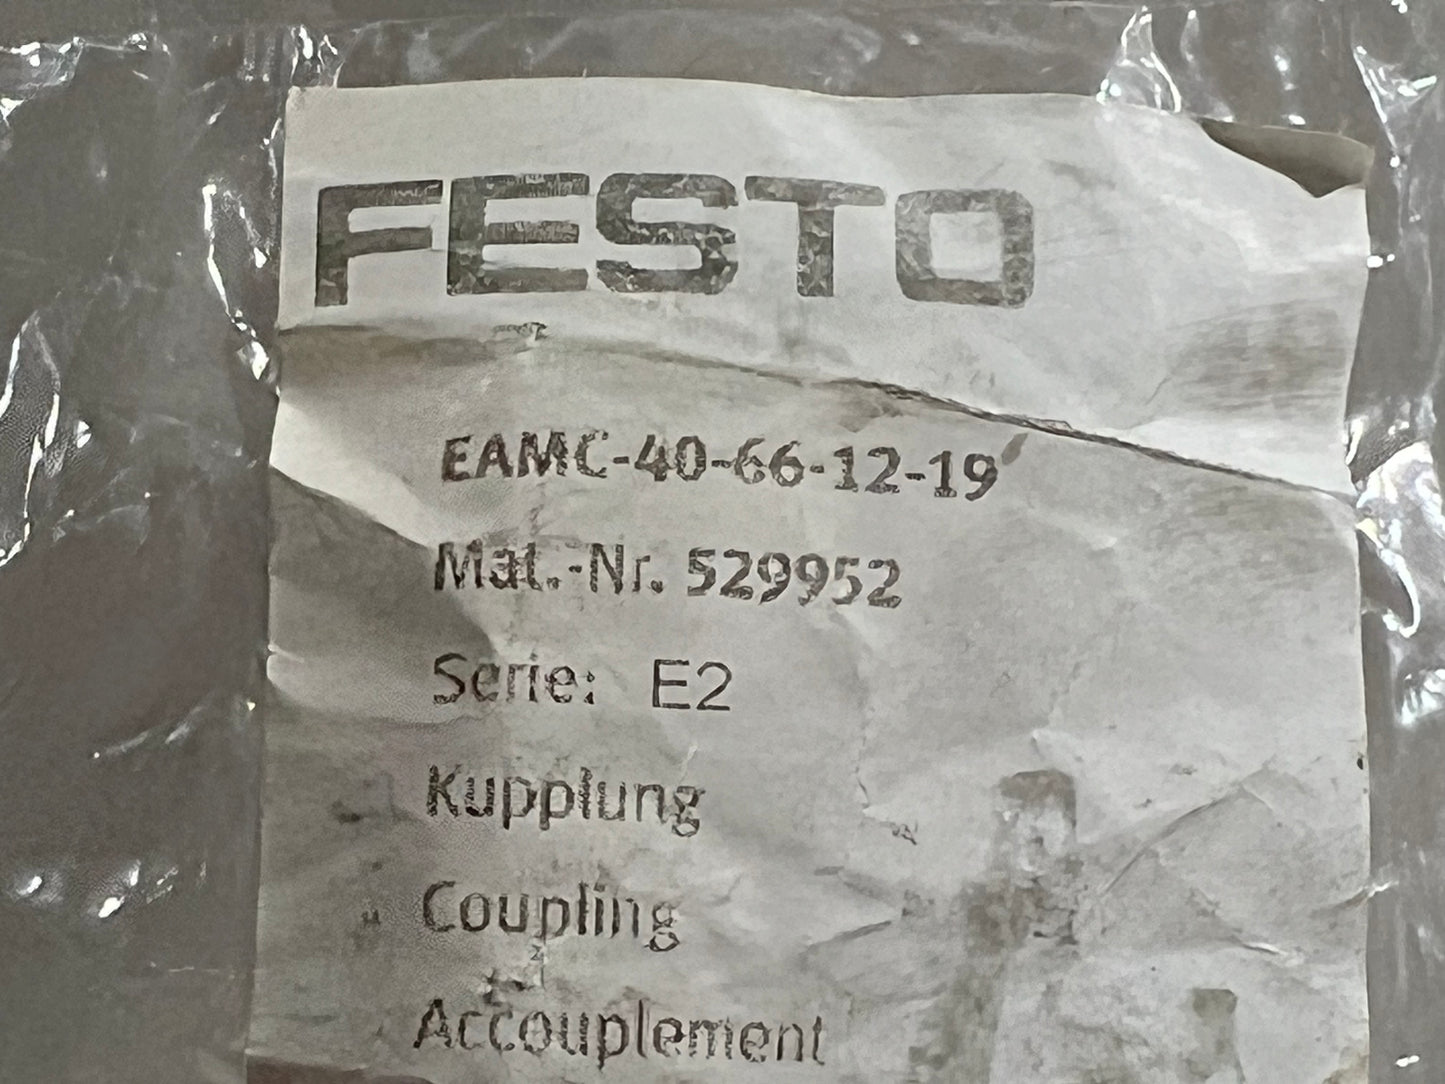 FESTO
EAMC-40-66-12-19
Mat.-Nr. 529952
Serie: E2
Kupplung
Coupling
Accouplement